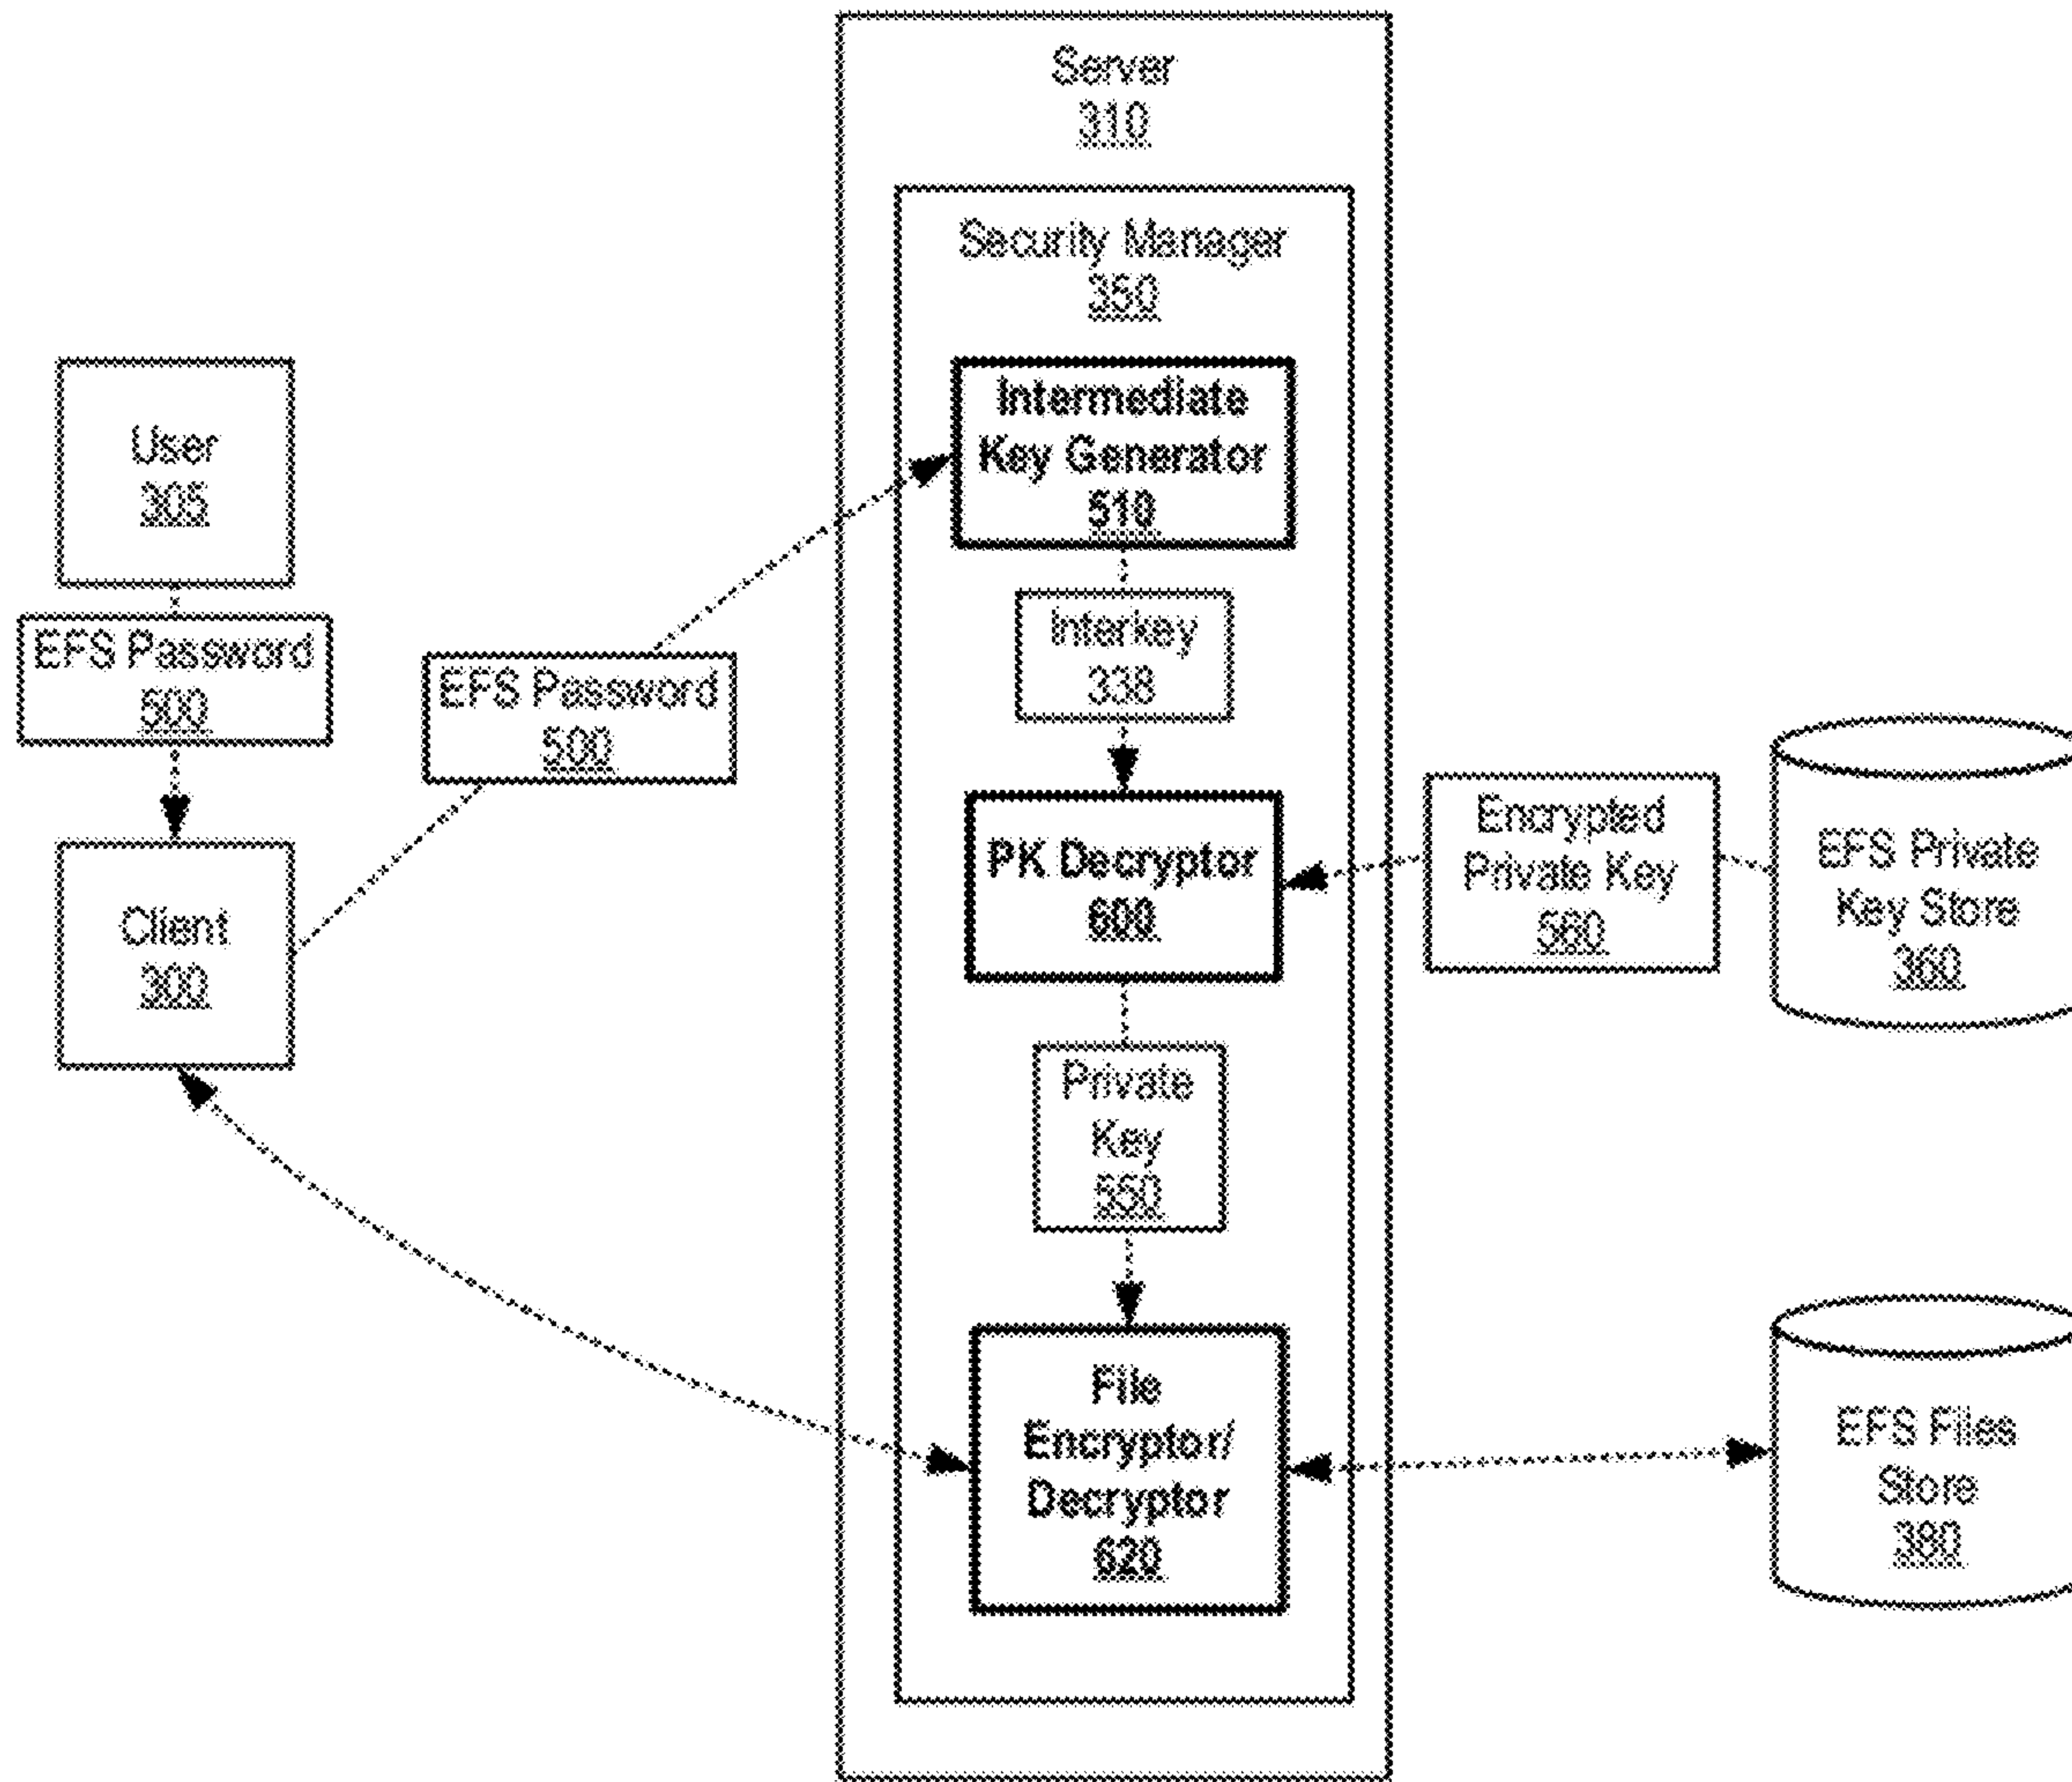 Server
310
Security Manager
350
Intermediate
Key Generator
510
User
305
EFS Password
500
EFS Password
500
Interkey
338
Client
300
PK Decryptor
600
Encrypted
Private Key
560
EFS Private
Key Store
360
Private
Key
550
File
Encryptor/
Decryptor
620
EFS Files
Store
380